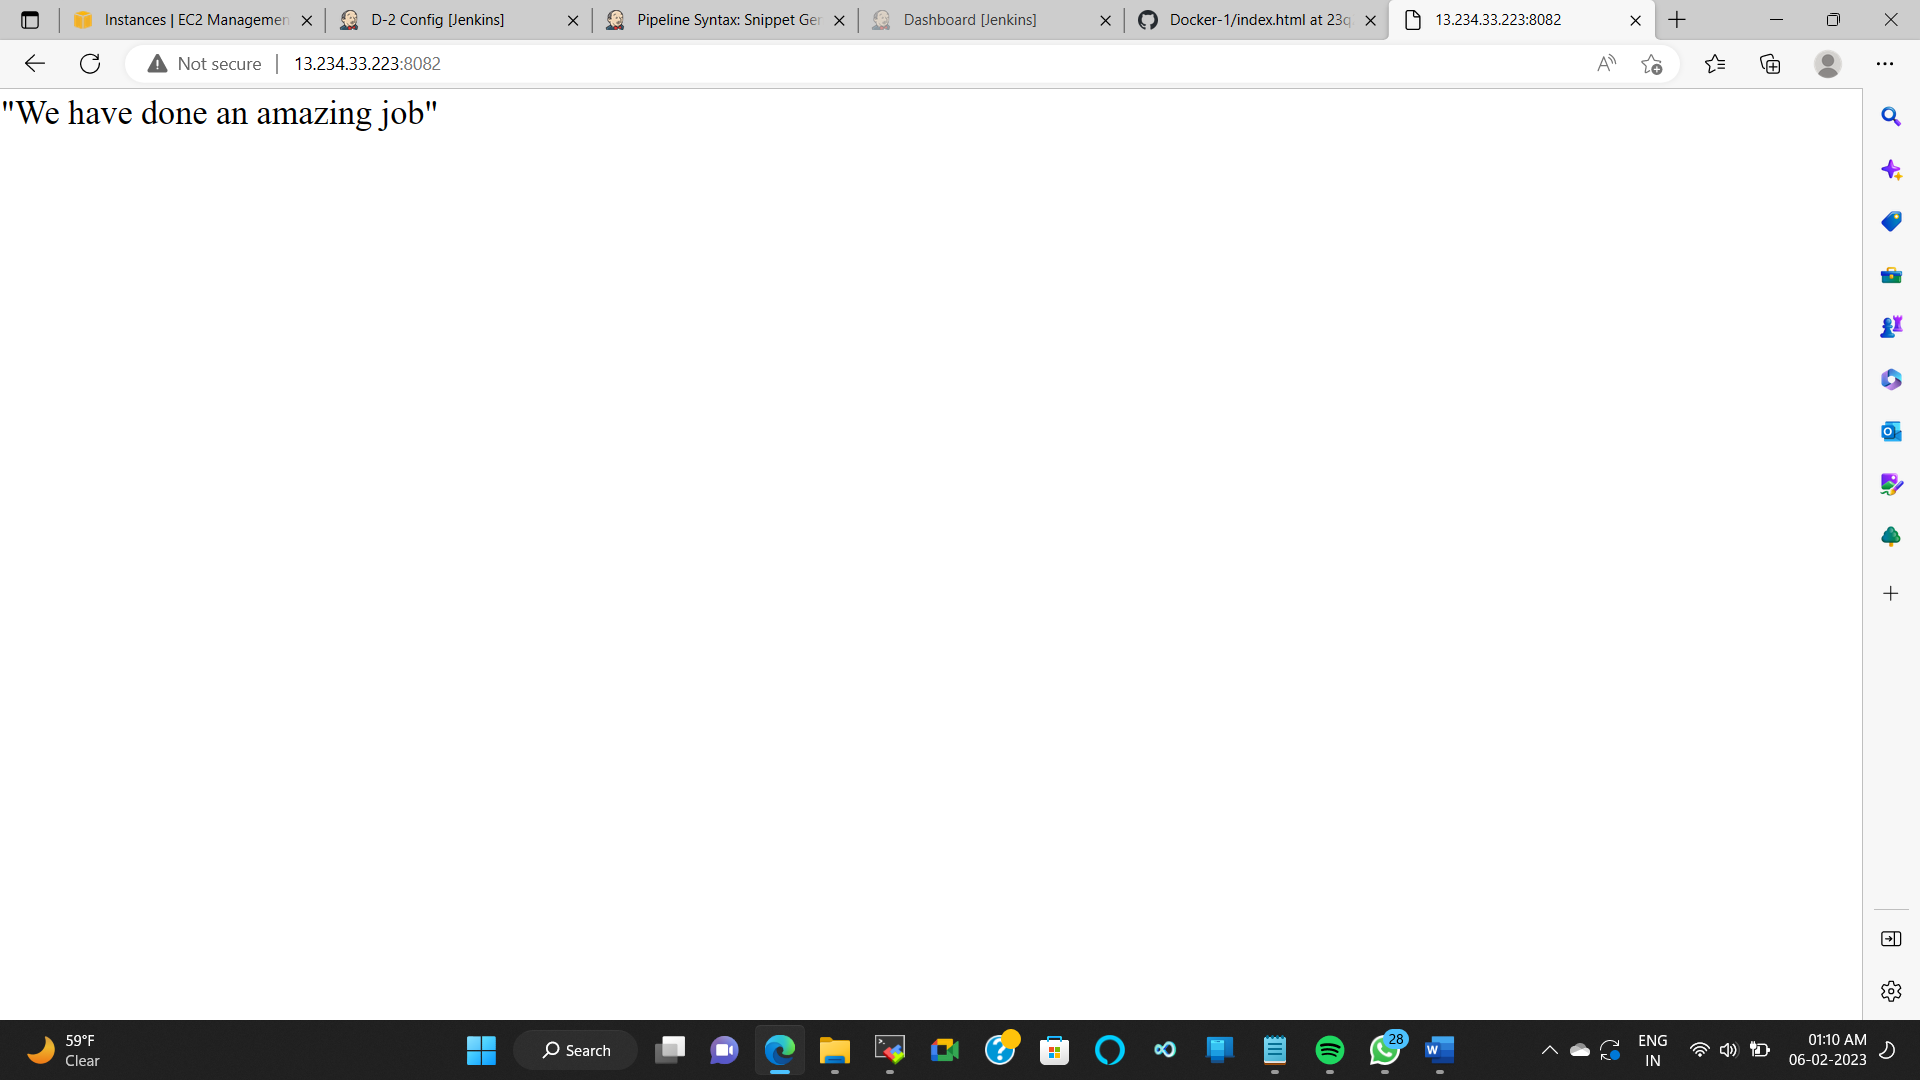 Instances | EC2 Managemen
D-2 Config [Jenkins]
Pipeline Syntax: Snippet Ger
Dashboard [Jenkins]
Docker-1/index.html at 23q
13.234.33.223:8082
Not secure
13.234.33.223:8082
"We have done an amazing job"
59°F
Clear
Search
28
ENG
IN
01:10 AM
06-02-2023